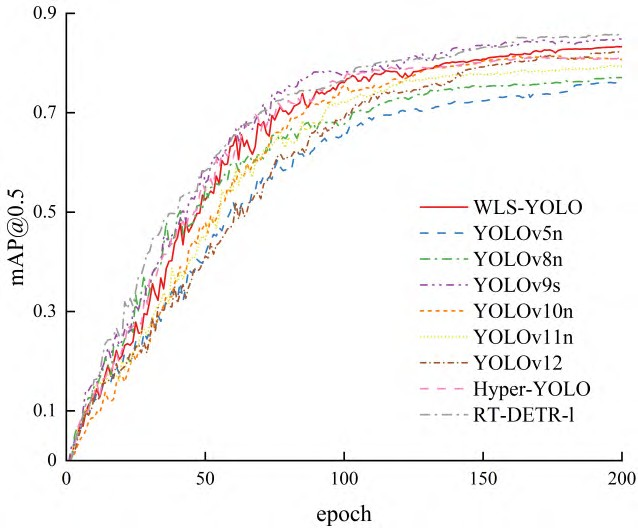 0.9
0.7
0.5
0.3
0.1
0
mAP@0.5
WLS-YOLO
YOLOv5n
YOLOv8n
YOLOv9s
YOLOv10n
YOLOv11n
YOLOv12
Hyper-YOLO
RT-DETR-l
0 50 100 150 200
epoch